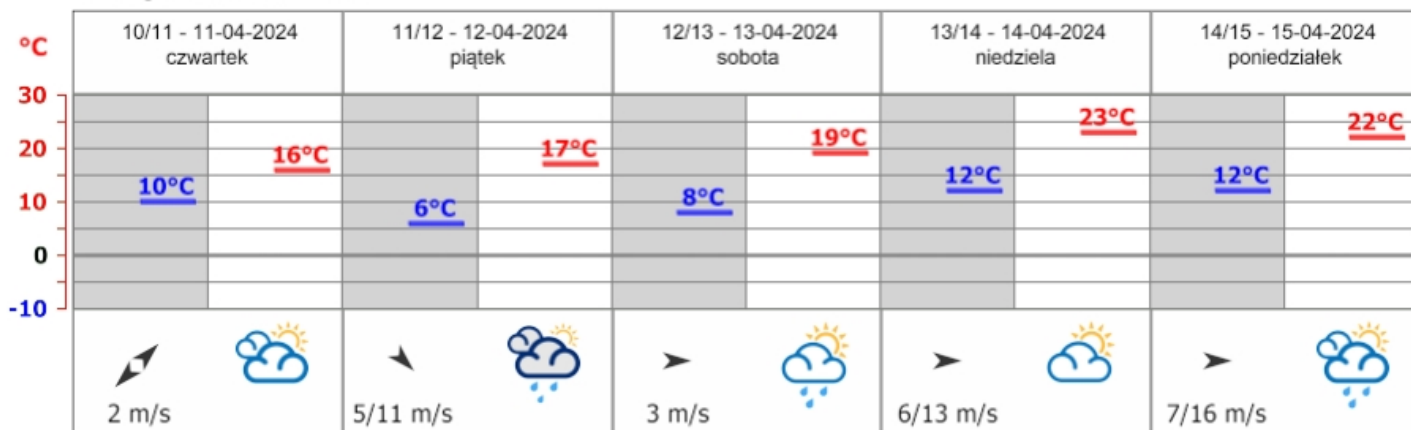 °C
10/11 - 11-04-2024
czwartek
11/12 - 12-04-2024
piątek
12/13 - 13-04-2024
sobota
13/14 - 14-04-2024
niedziela
14/15 - 15-04-2024
poniedziałek
30
20
10
0
-10
10°C
16°C
6°C
17°C
8°C
19°C
12°C
23°C
12°C
22°C
2 m/s
5/11 m/s
3 m/s
6/13 m/s
7/16 m/s